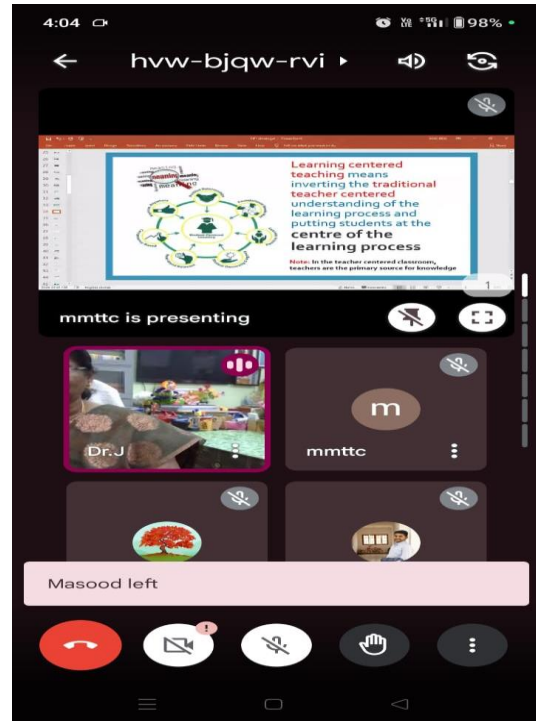 4:04
5G 98%
hvw-bjqw-rvi
Learning centered
teaching means
inverting the traditional
teacher centered
understanding of the
learning process and
putting students at the
centre of the
learning process
Note: In the teacher centered classroom,
teachers are the primary source for knowledge
1
mmttc is presenting
m
Dr.J
mmttc
Masood left